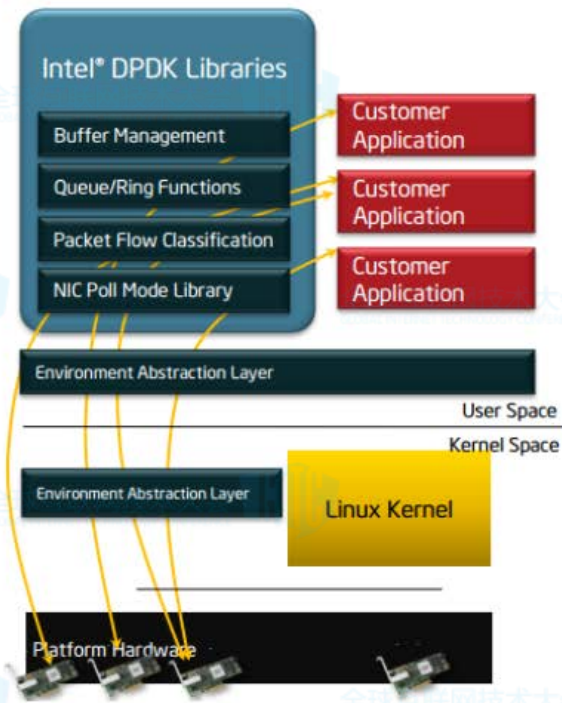 Intel® DPDK Libraries
Buffer Management
Queue/Ring Functions
Packet Flow Classification
NIC Poll Mode Library
Customer
Application
Customer
Application
Customer
Application
Environment Abstraction Layer
User Space
Kernel Space
Environment Abstraction Layer
Linux Kernel
Platform Hardware